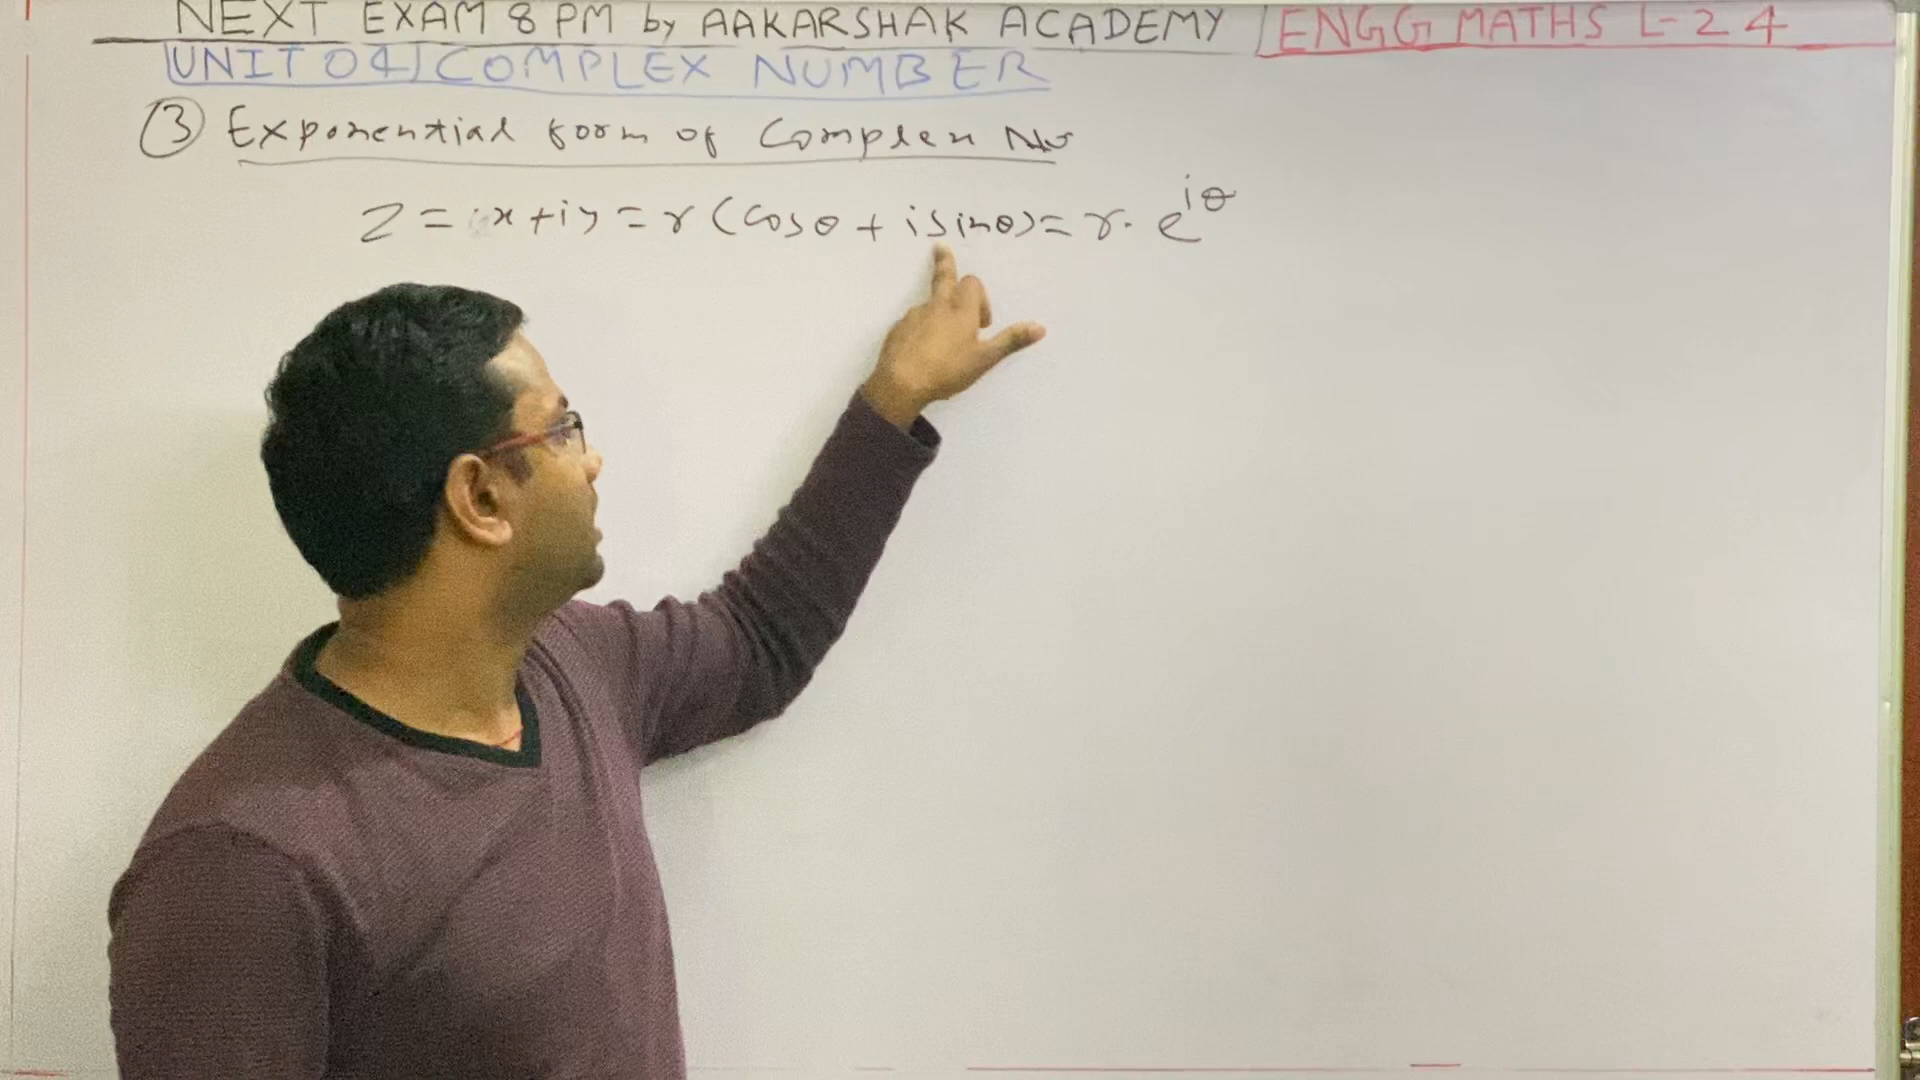 NEXT EXAM 8 PM by AAKARSHAK ACADEMY ENGG MATHS L-24
UNIT 04 COMPLEX NUMBER
③ Exponential form of Complex No
Z = x+iy = r(cosθ + isinθ) = r. e^{iθ}